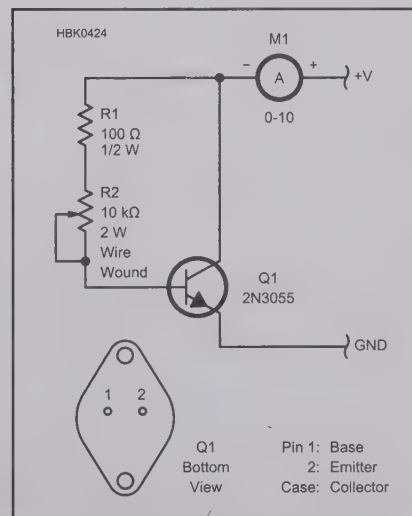 HBK0424
M1
− A +
+V
0-10
R1
100 Ω
1/2 W
R2
10 kΩ
2 W
Wire
Wound
Q1
2N3055
GND
1 2
Q1
Bottom
View
Pin 1: Base
2: Emitter
Case: Collector